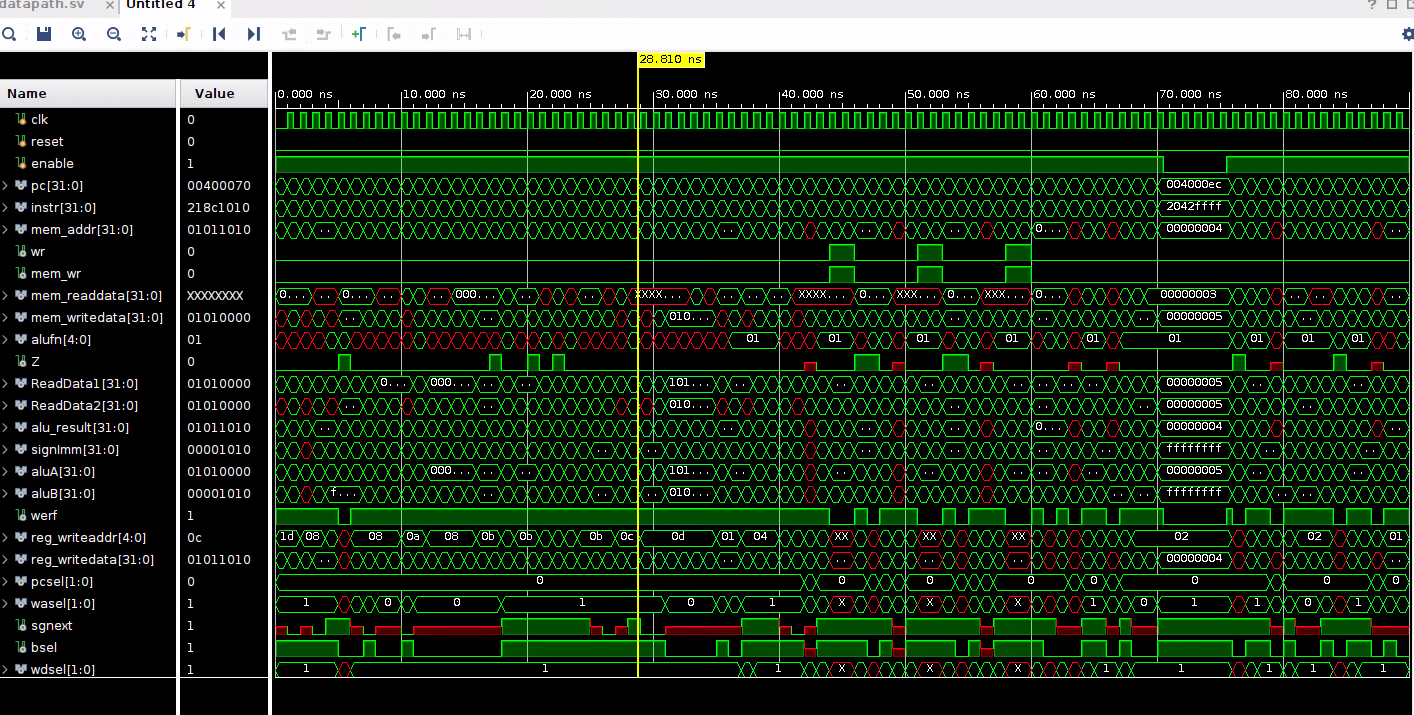 datapath.sv × Untitled 4 ×
28.810 ns
Name Value 0.000 ns 10.000 ns 20.000 ns 30.000 ns 40.000 ns 50.000 ns 60.000 ns 70.000 ns 80.000 ns
clk 0
reset 0
enable 1
pc[31:0] 00400070 004000ec
instr[31:0] 218c1010 2042ffff
mem_addr[31:0] 01011010 .. .. .. .. .. 0... .. 00000004 .. ..
wr 0
mem_wr 0
mem_readdata[31:0] XXXXXXXX 0... .. 0... .. .. 000... .. .. XXXX... .. XXXX... 0... XXX... 0... XXX... 0... .. 00000003 .. .. ..
mem_writedata[31:0] 01010000 .. .. .. 010... .. .. .. .. .. 00000005 ..
alufn[4:0] 01 01 01 01 01 01 01 01 01 01 01
Z 0
ReadData1[31:0] 01010000 0... 000... .. .. 101... .. .. .. .. .. .. .. 00000005 .. ..
ReadData2[31:0] 01010000 .. .. .. 010... .. .. .. .. .. 00000005 ..
alu_result[31:0] 01011010 .. .. .. .. .. 0... .. 00000004 .. ..
signImm[31:0] 00001010 .. .. .. .. .. .. .. .. ffffffff .. ..
aluA[31:0] 01010000 000... .. 101... .. .. .. .. .. .. 00000005 .. ..
aluB[31:0] 00001010 f... .. .. 010... .. .. .. .. .. .. ffffffff .. ..
werf 1
reg_writeaddr[4:0] 0c 1d 08 08 0a 08 0b 0b 0b 0c 0d 01 04 XX XX XX 02 02 01
reg_writedata[31:0] 01011010 .. .. .. .. .. .. .. .. .. 00000004 .. ..
pcsel[1:0] 0 0 0 0 0 0 0 0 0
wasel[1:0] 1 1 0 0 1 0 1 X X X 1 0 1 1 0 1
sgnext 1
bsel 1
wdsel[1:0] 1 1 1 1 X X X 1 1 1 1 1